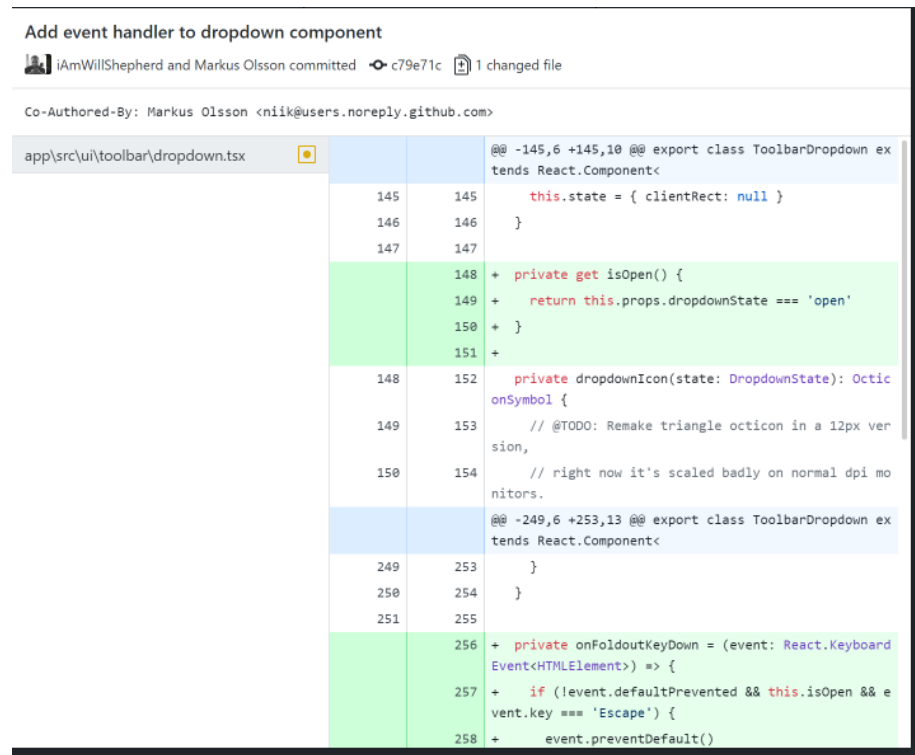 Add event handler to dropdown component
iAmWillShepherd and Markus Olsson committed c79e71c 1 changed file
Co-Authored-By: Markus Olsson <niik@users.noreply.github.com>
app\src\ui\toolbar\dropdown.tsx
@@ -145,6 +145,10 @@ export class ToolbarDropdown ex
tends React.Component<
145 145 this.state = { clientRect: null }
146 146 }
147 147
148 + private get isOpen() {
149 + return this.props.dropdownState === 'open'
150 + }
151 +
148 152 private dropdownIcon(state: DropdownState): Octic
onSymbol {
149 153 // @TODO: Remake triangle octicon in a 12px ver
sion,
150 154 // right now it's scaled badly on normal dpi mo
nitors.
@@ -249,6 +253,13 @@ export class ToolbarDropdown ex
tends React.Component<
249 253 }
250 254 }
251 255
256 + private onFoldoutKeyDown = (event: React.Keyboard
Event<HTMLElement>) => {
257 + if (!event.defaultPrevented && this.isOpen && e
vent.key === 'Escape') {
258 + event.preventDefault()